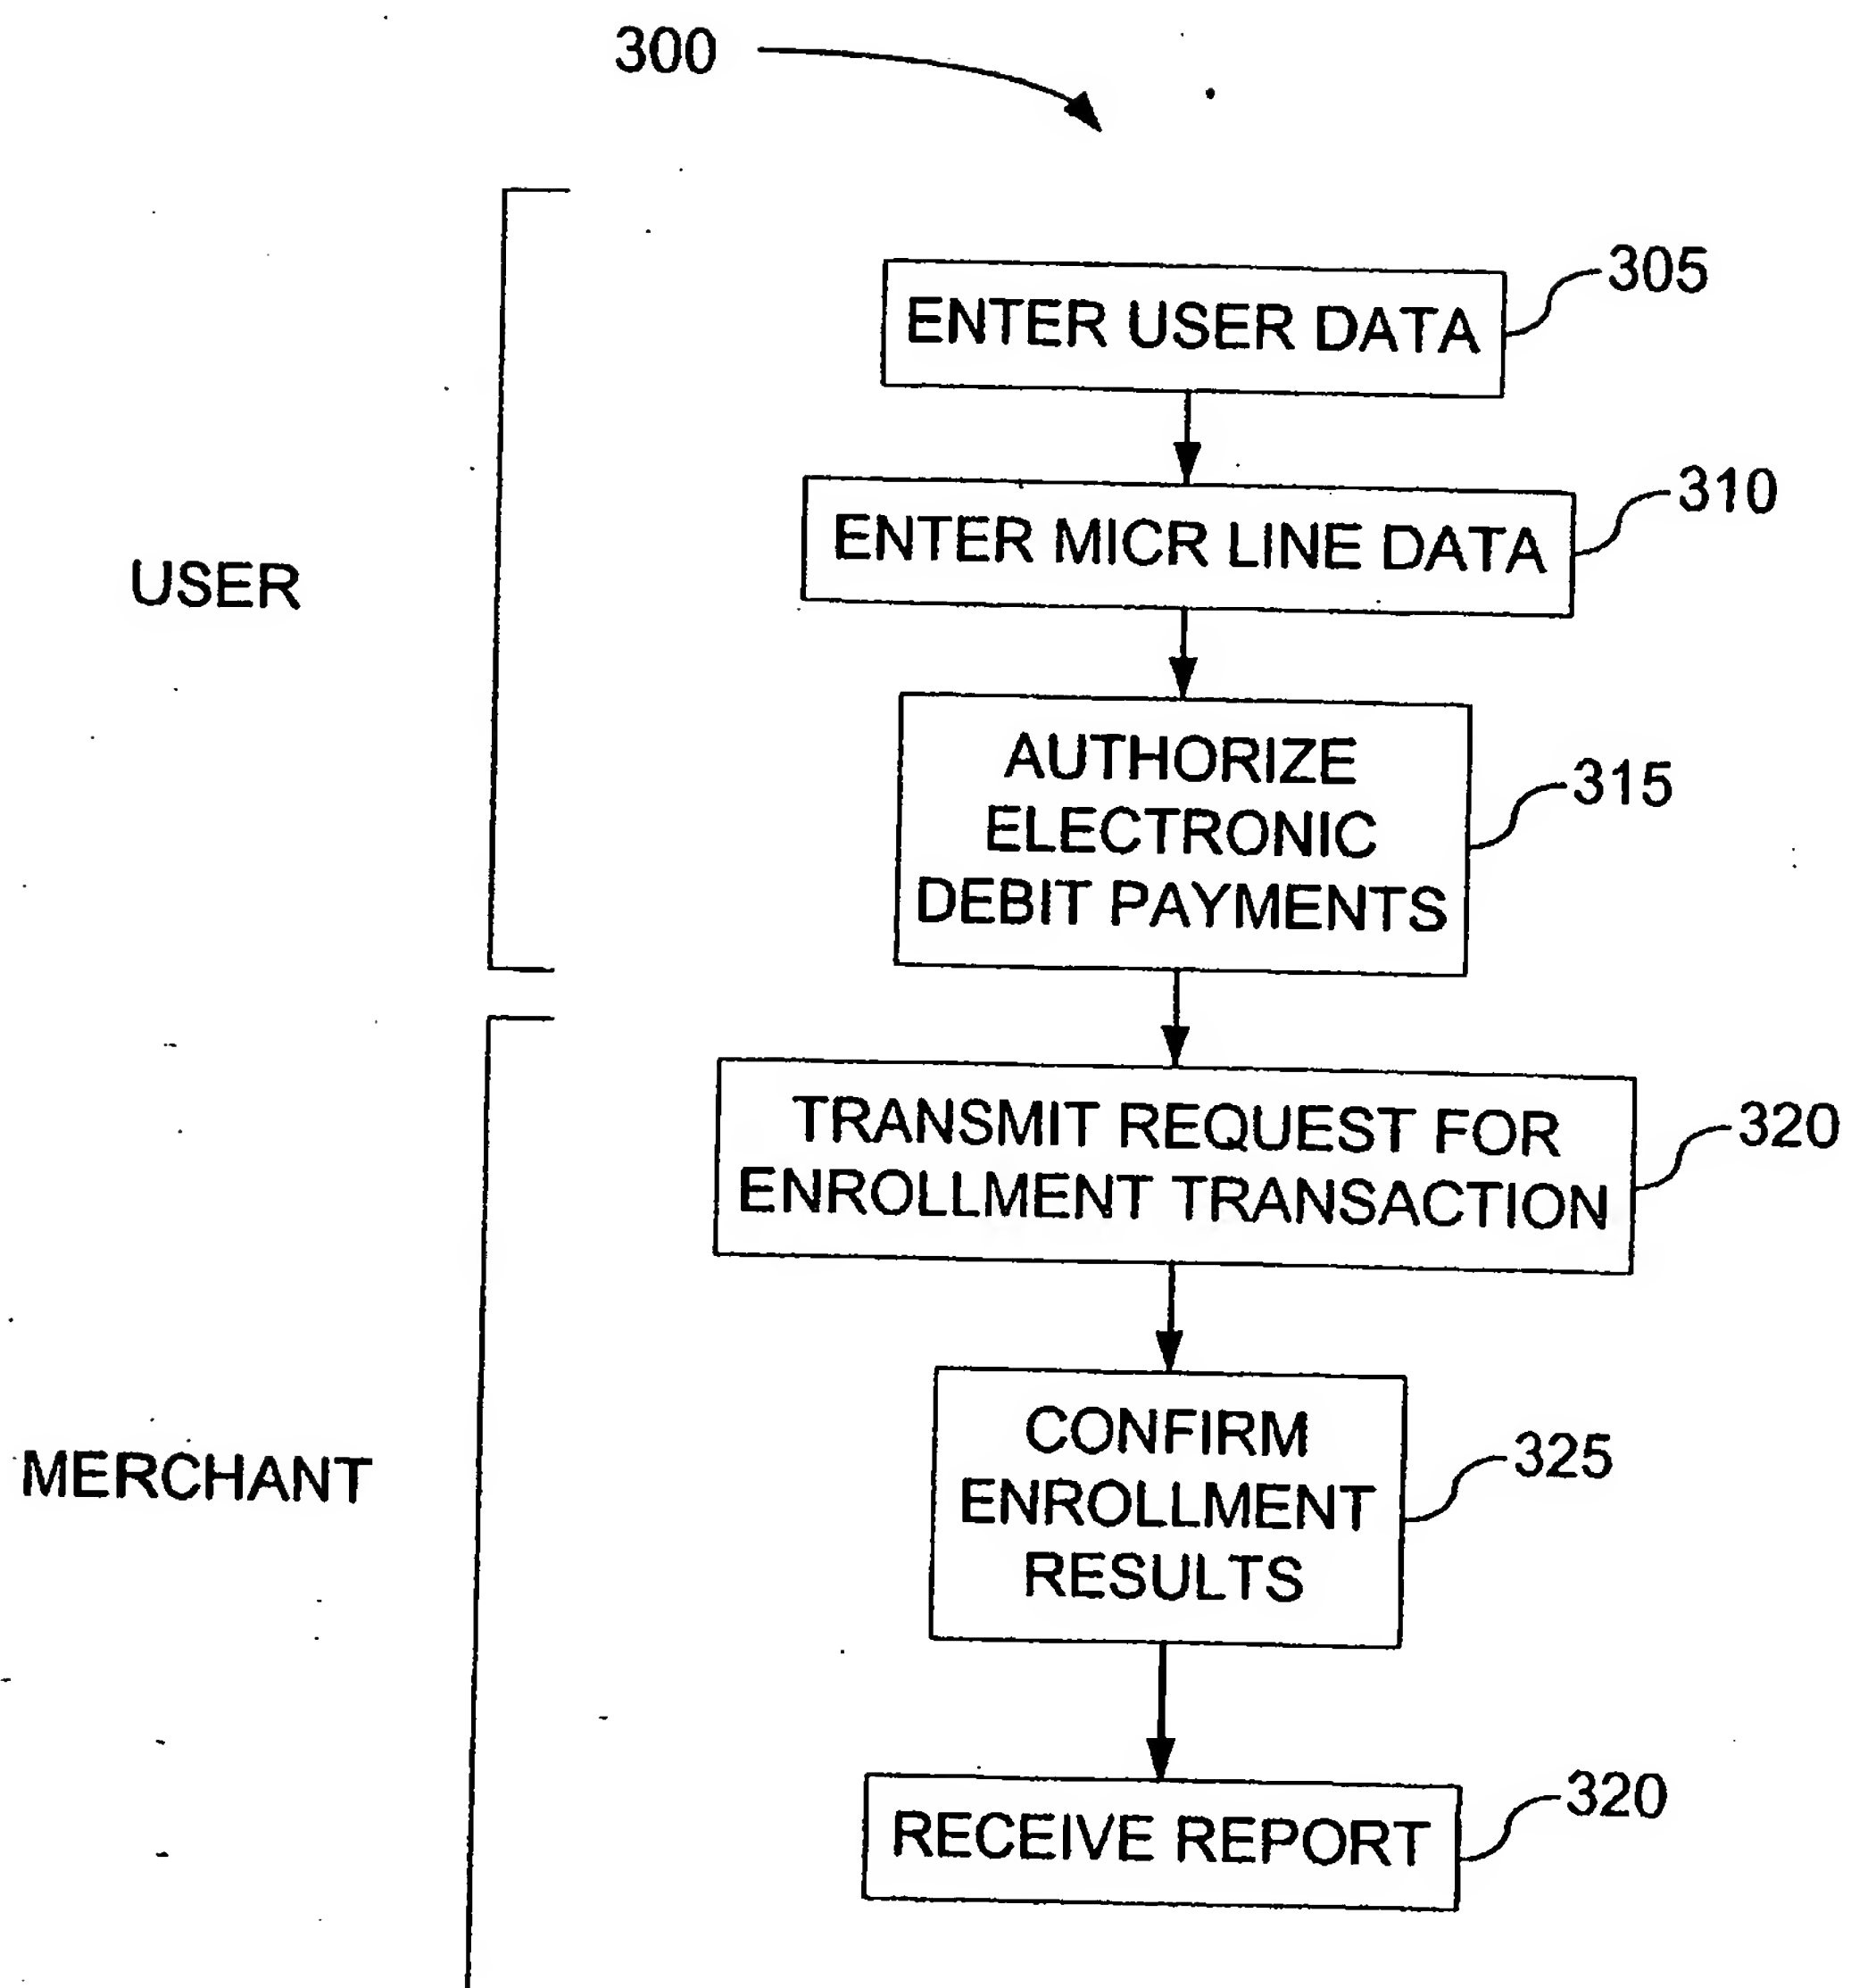 300
305
ENTER USER DATA
310
ENTER MICR LINE DATA
USER
AUTHORIZE
ELECTRONIC
DEBIT PAYMENTS
315
TRANSMIT REQUEST FOR
ENROLLMENT TRANSACTION
320
CONFIRM
ENROLLMENT
RESULTS
325
MERCHANT
RECEIVE REPORT
320